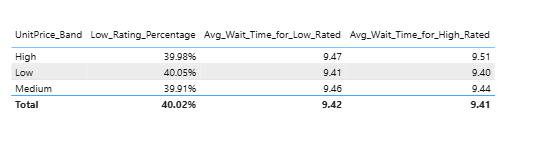 UnitPrice_Band Low_Rating_Percentage Avg_Wait_Time_for_Low_Rated Avg_Wait_Time_for_High_Rated
High 39.98% 9.47 9.51
Low 40.05% 9.41 9.40
Medium 39.91% 9.46 9.44
Total 40.02% 9.42 9.41